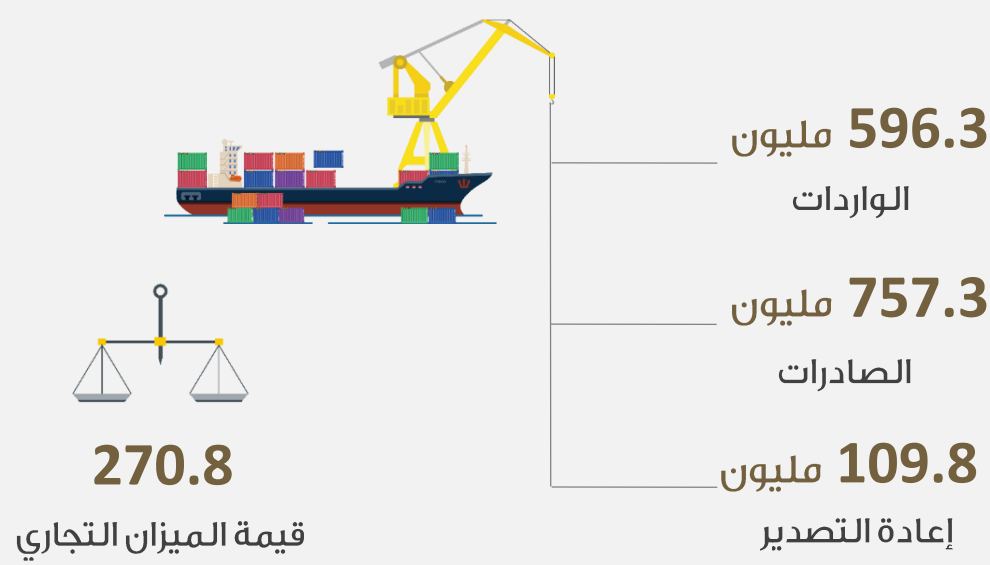 596.3 مليون
الواردات
757.3 مليون
الصادرات
109.8 مليون
إعادة التصدير
270.8
قيمة الميزان التجاري